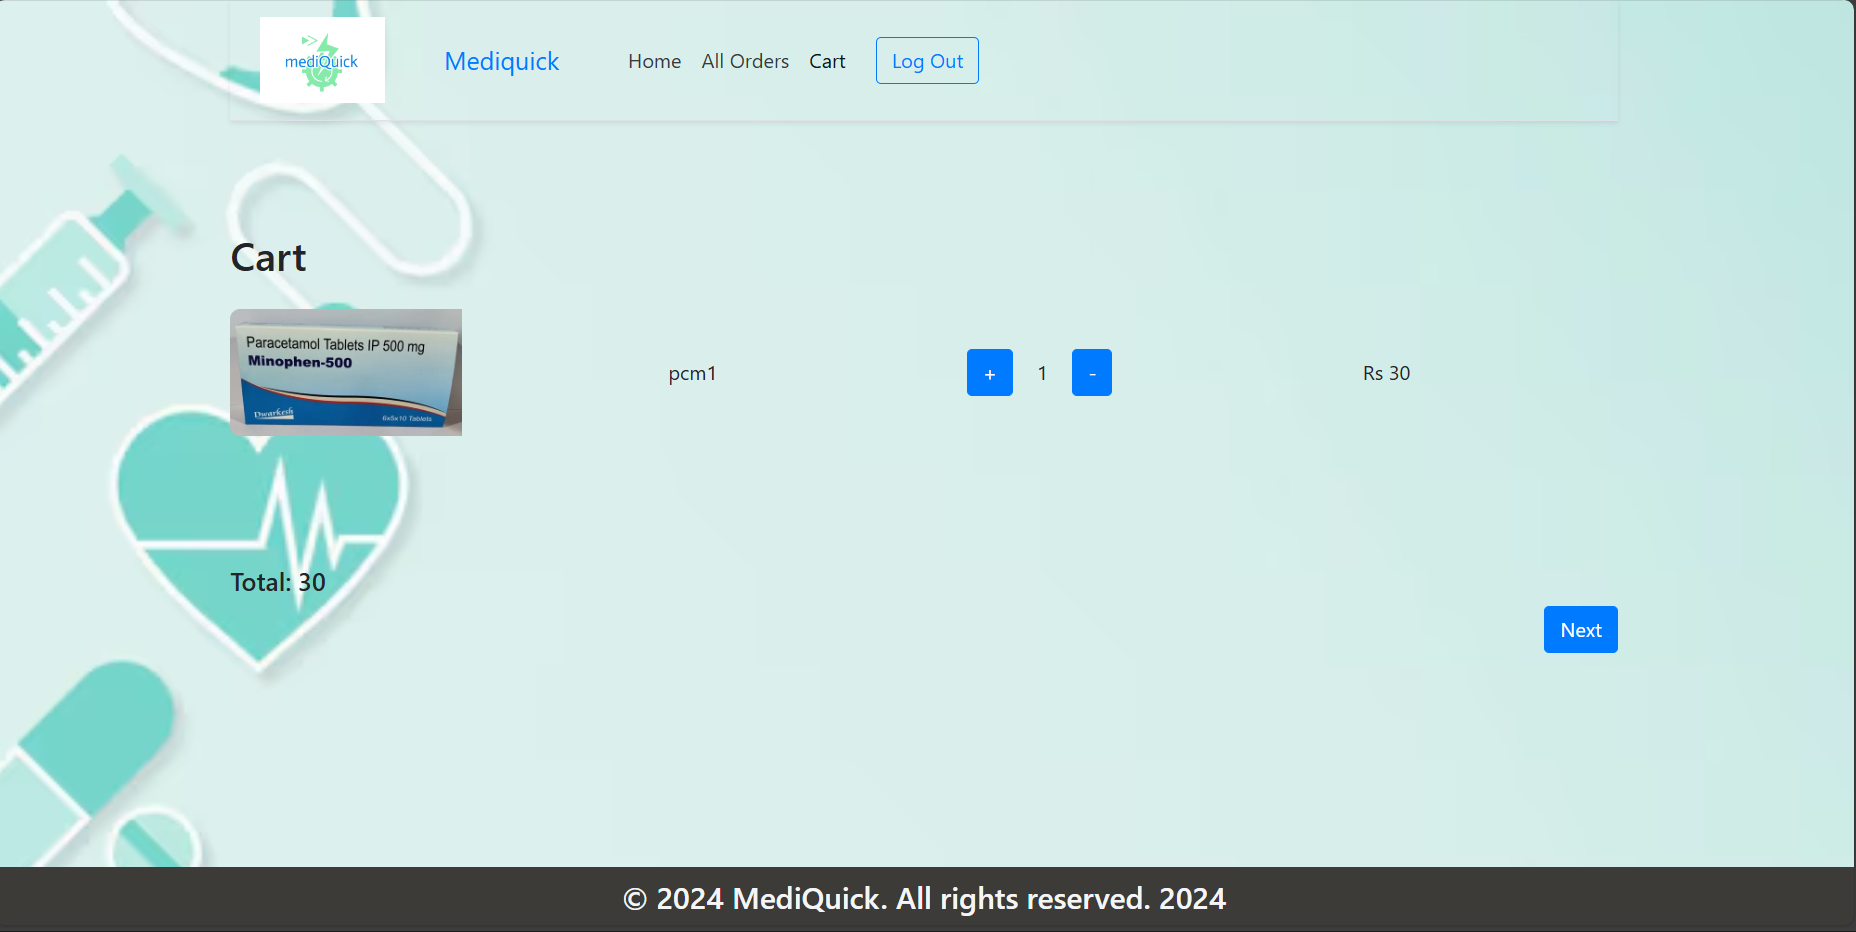 mediQuick
Mediquick
Home
All Orders
Cart
Log Out
Cart
Paracetamol Tablets IP 500 mg
Minophen-500
Dwarkesh
6x5x10 Tablets
pcm1
+
1
-
Rs 30
Total: 30
Next
© 2024 MediQuick. All rights reserved. 2024